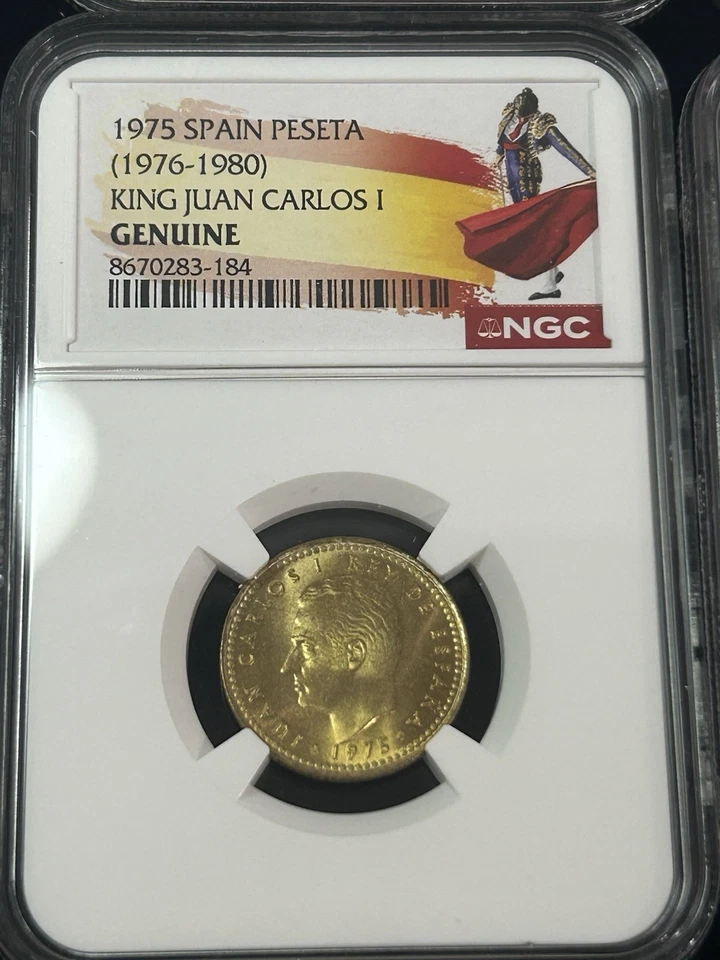 1975 SPAIN PESETA
(1976-1980)
KING JUAN CARLOS I
GENUINE
8670283-184
NGC
JUAN CARLOS I REY DE ESPAÑA
1975